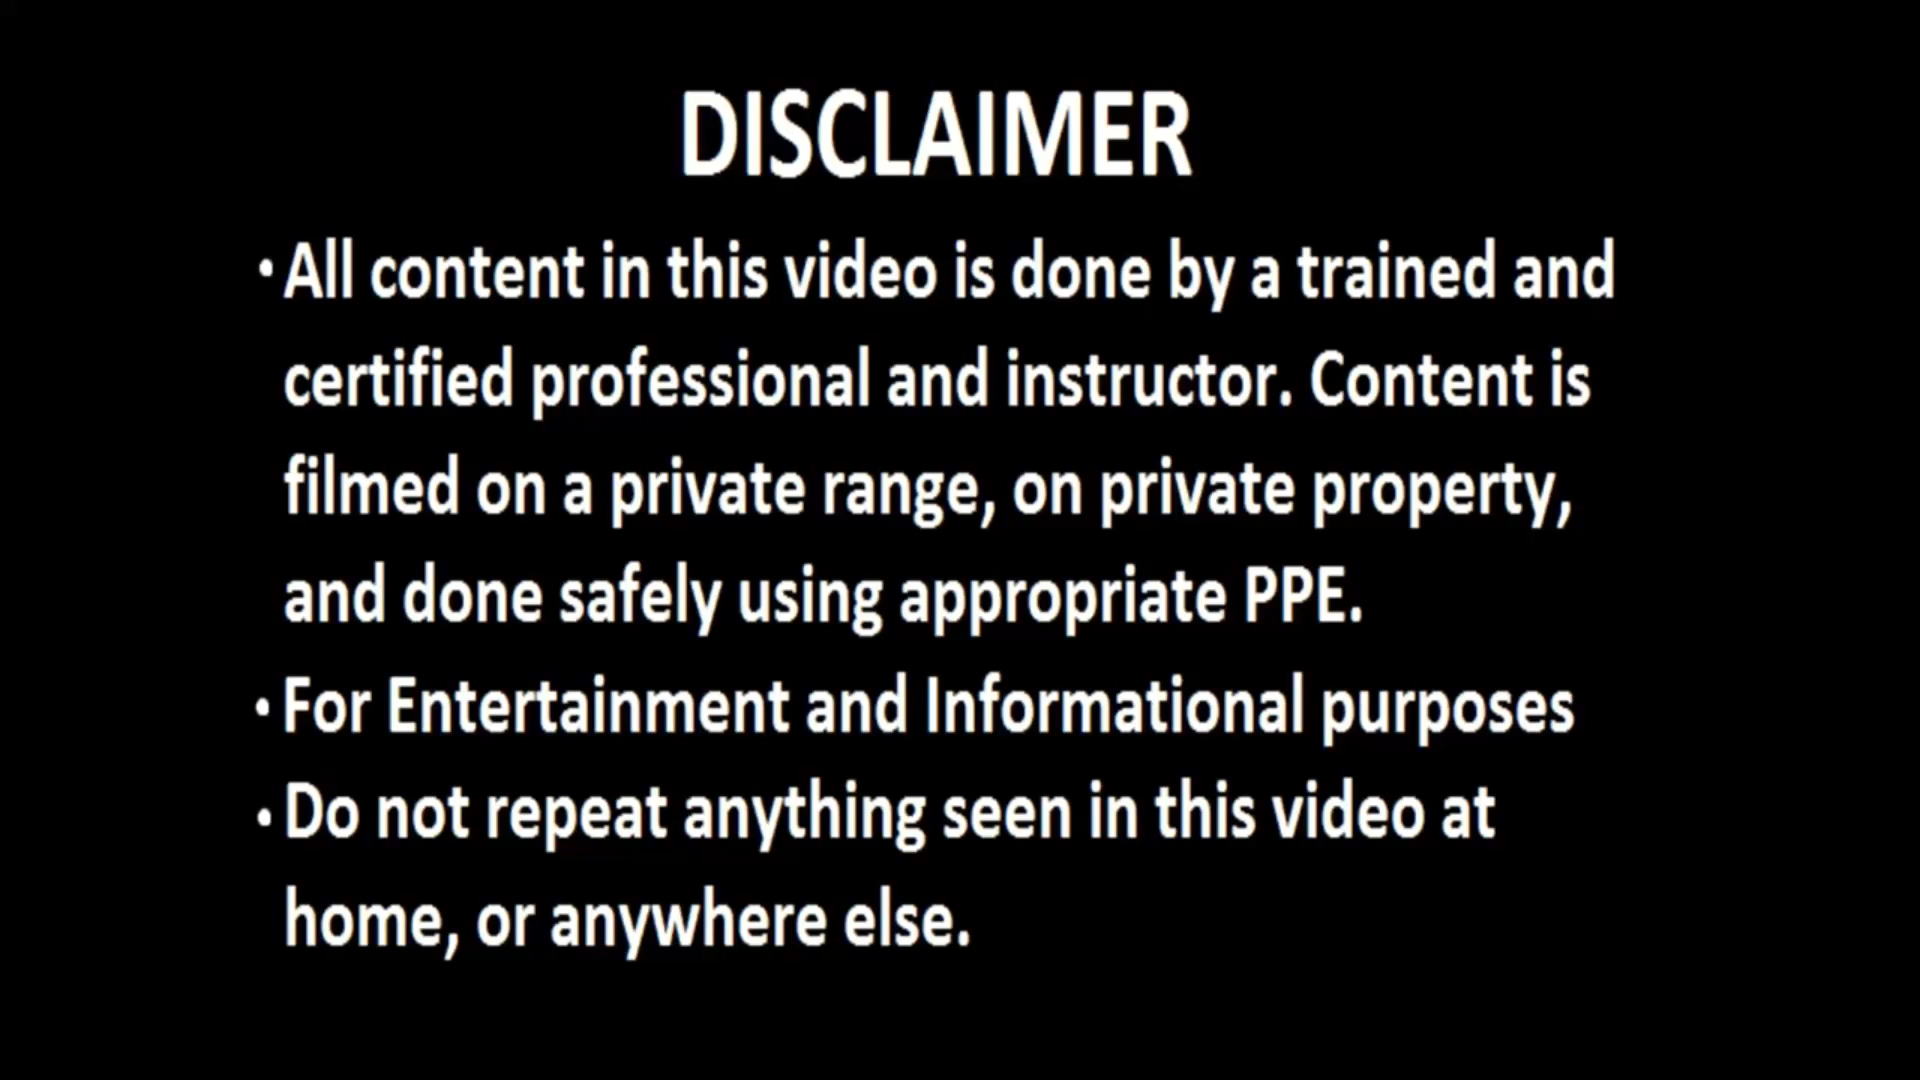 DISCLAIMER
• All content in this video is done by a trained and
certified professional and instructor. Content is
filmed on a private range, on private property,
and done safely using appropriate PPE.
• For Entertainment and Informational purposes
• Do not repeat anything seen in this video at
home, or anywhere else.